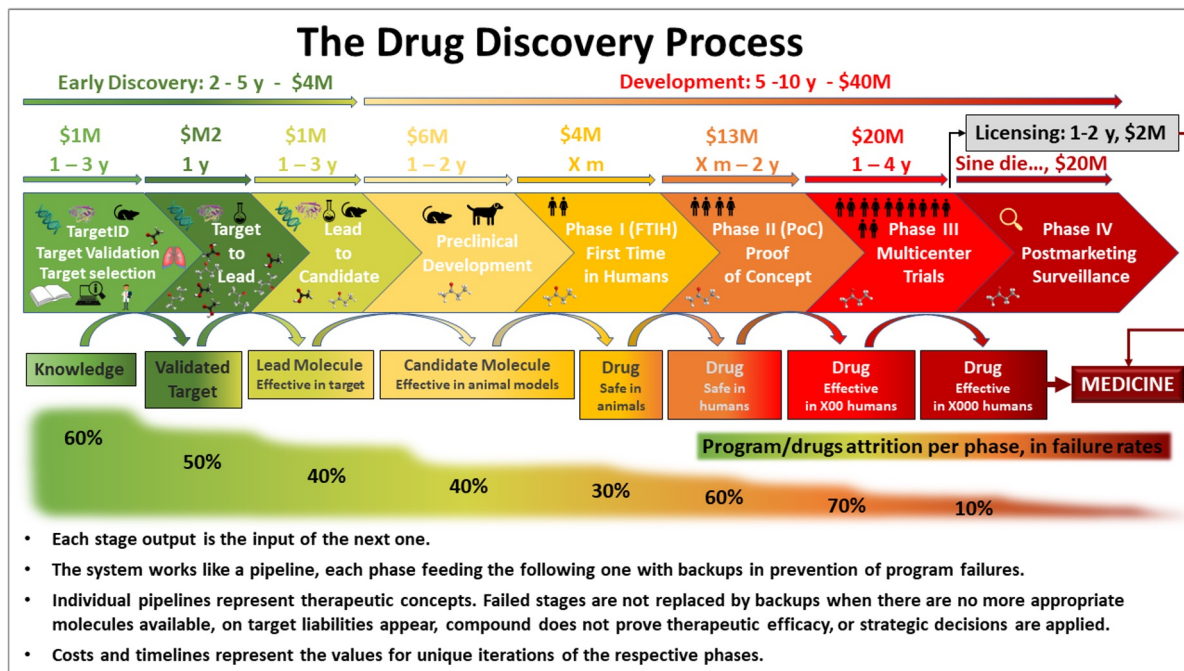 The Drug Discovery Process
Early Discovery: 2 - 5 y - $4M
Development: 5 -10 y - $40M
$1M
1 – 3 y
$M2
1 y
$1M
1 – 3 y
$6M
1 – 2 y
$4M
X m
$13M
X m – 2 y
$20M
1 – 4 y
Licensing: 1-2 y, $2M
Sine die…, $20M
TargetID
Target Validation
Target selection
Target
to
Lead
Lead
to
Candidate
Preclinical
Development
Phase I (FTIH)
First Time
in Humans
Phase II (PoC)
Proof
of Concept
Phase III
Multicenter
Trials
Phase IV
Postmarketing
Surveillance
Knowledge
Validated
Target
Lead Molecule
Effective in target
Candidate Molecule
Effective in animal models
Drug
Safe in
animals
Drug
Safe in
humans
Drug
Effective
in X00 humans
Drug
Effective
in X000 humans
MEDICINE
Program/drugs attrition per phase, in failure rates
60%
50%
40%
40%
30%
60%
70%
10%
• Each stage output is the input of the next one.
• The system works like a pipeline, each phase feeding the following one with backups in prevention of program failures.
• Individual pipelines represent therapeutic concepts. Failed stages are not replaced by backups when there are no more appropriate
molecules available, on target liabilities appear, compound does not prove therapeutic efficacy, or strategic decisions are applied.
• Costs and timelines represent the values for unique iterations of the respective phases.